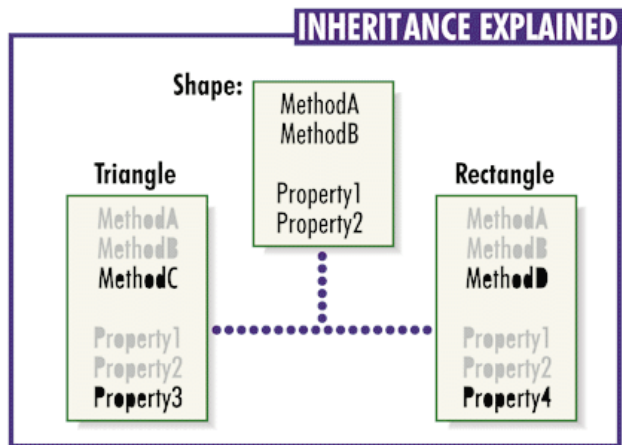 INHERITANCE EXPLAINED
Shape:
MethodA
MethodB
Property1
Property2
Triangle
MethodA
MethodB
MethodC
Property1
Property2
Property3
Rectangle
MethodA
MethodB
MethodD
Property1
Property2
Property4